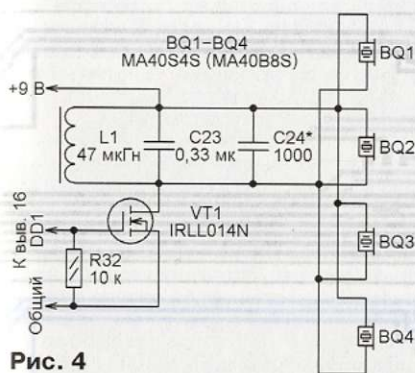 BQ1–BQ4
MA40S4S (MA40B8S)
BQ1
+9 В
L1
47 мкГн
C23
0,33 мк
C24*
1000
BQ2
К выв. 16
DD1
VT1
IRLL014N
R32
10 к
Общий
BQ3
BQ4
Рис. 4